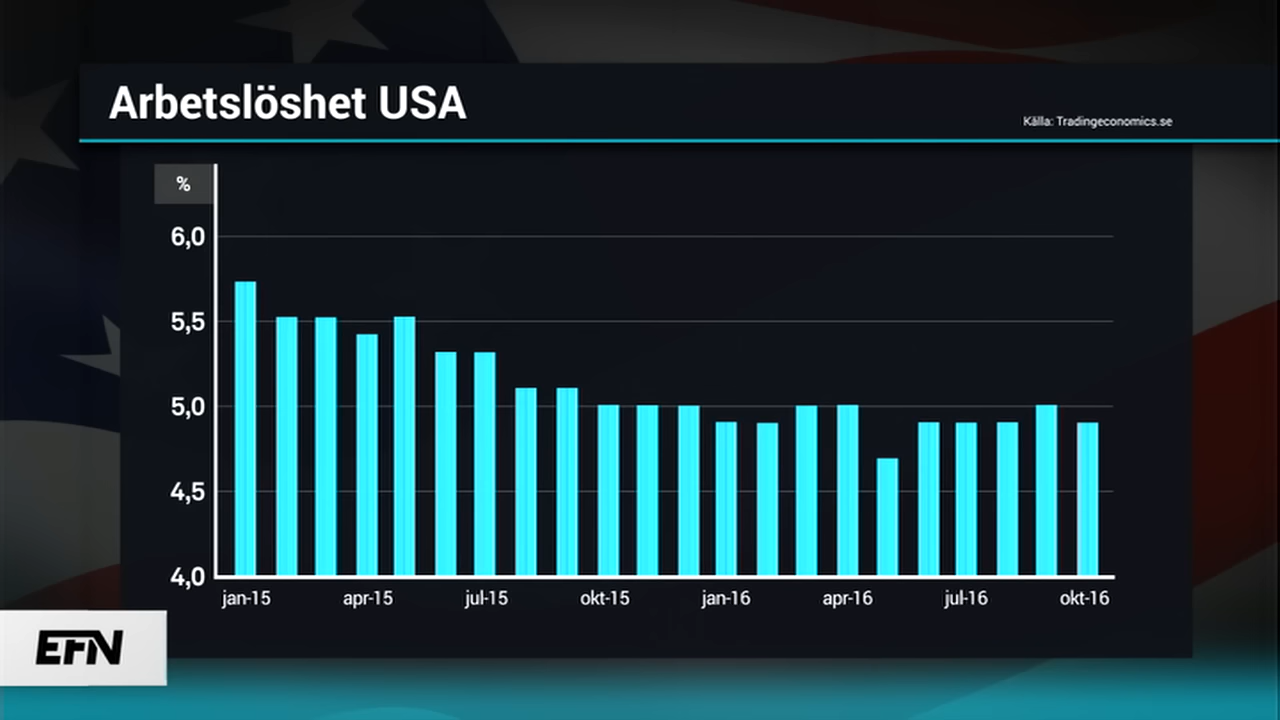 Arbetslöshet USA
Källa: Tradingeconomics.se
%
6,0
5,5
5,0
4,5
4,0
jan-15 apr-15 jul-15 okt-15 jan-16 apr-16 jul-16 okt-16
EFN